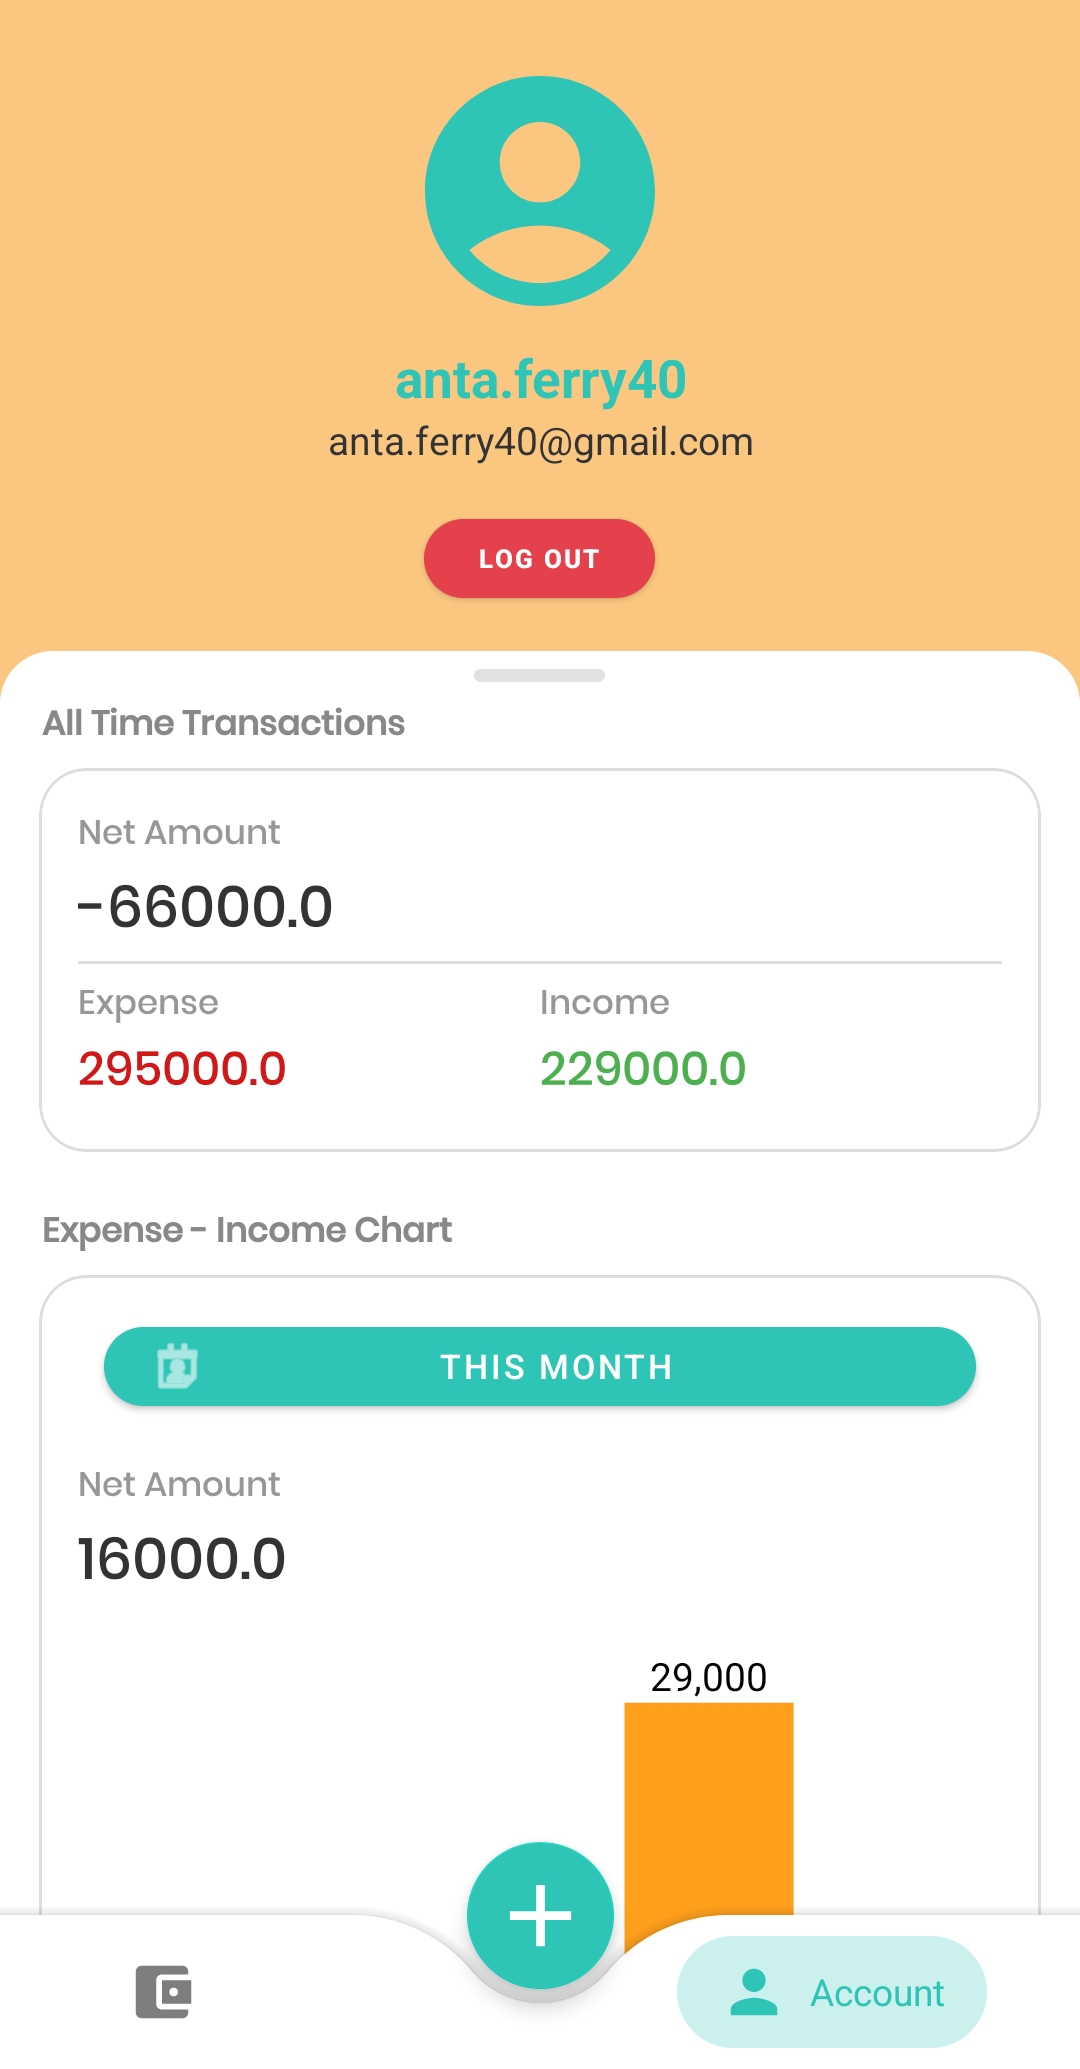 anta.ferry40
anta.ferry40@gmail.com
LOG OUT
All Time Transactions
Net Amount
-66000.0
Expense
Income
295000.0
229000.0
Expense - Income Chart
THIS MONTH
Net Amount
16000.0
29,000
Account